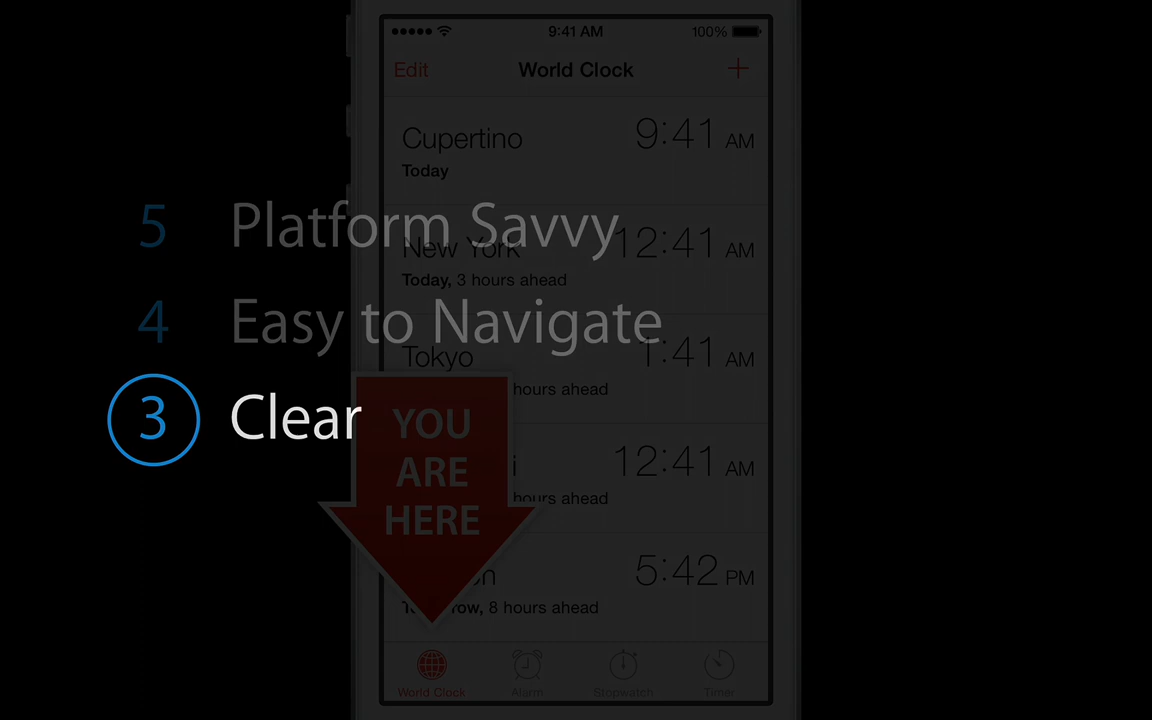 9:41 AM
100%
Edit
World Clock
+
Cupertino
9:41 AM
Today
5
Platform Savvy
New York
12:41 AM
Today, 3 hours ahead
4
Easy to Navigate
Tokyo
1:41 AM
hours ahead
3
Clear
YOU
ARE
HERE
12:41 AM
hours ahead
5:42 PM
8 hours ahead
World Clock
Alarm
Stopwatch
Timer